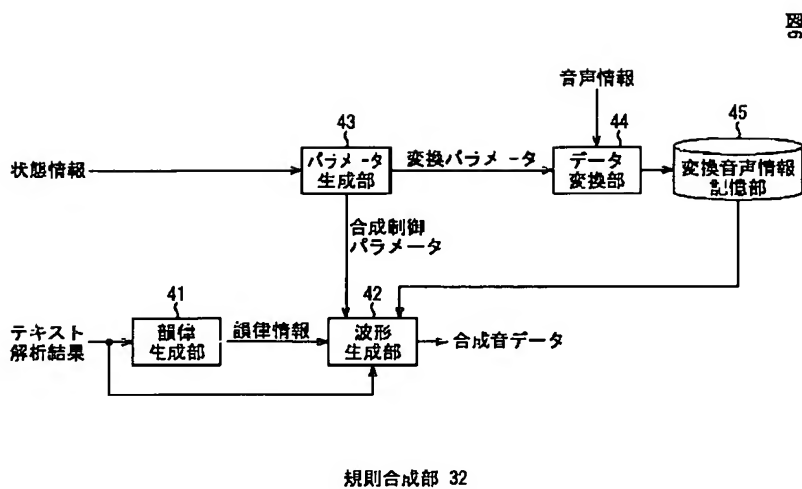 図6
音声情報
43
44
45
状態情報
パラメータ
生成部
変換パラメータ
データ
変換部
変換音声情報
記憶部
合成制御
パラメータ
41
42
テキスト
解析結果
韻律
生成部
韻律情報
波形
生成部
合成音データ
規則合成部 32